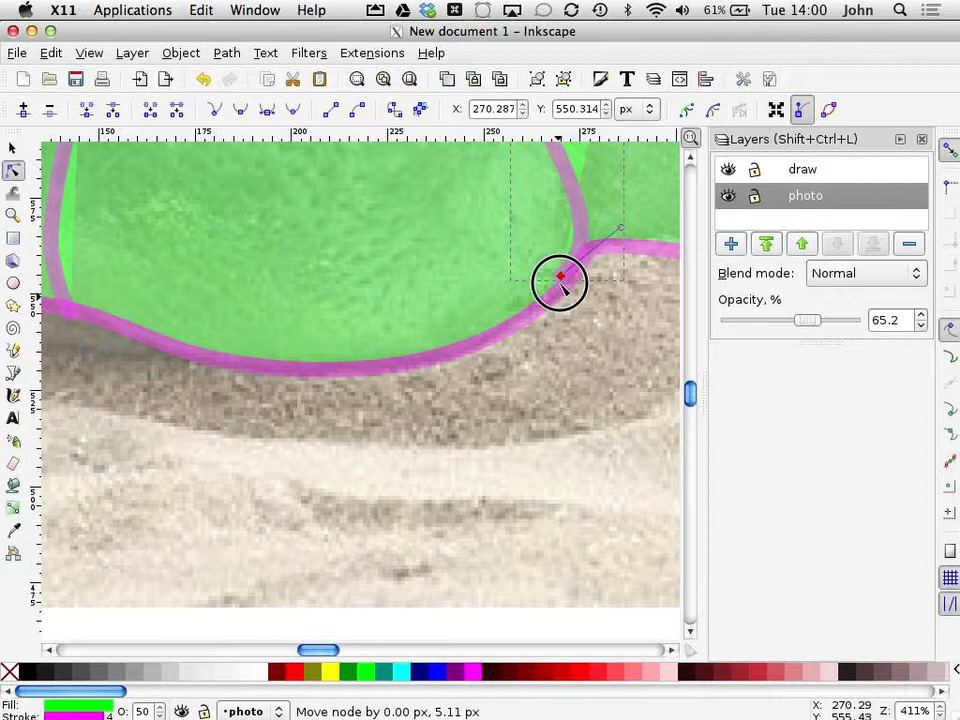 X11 Applications Edit Window Help 61% Tue 14:00 John
New document 1 - Inkscape
File Edit View Layer Object Path Text Filters Extensions Help
X: 270.287 Y: 550.314 px
150 175 200 225 250 275
Layers (Shift+Ctrl+L)
draw
photo
Blend mode: Normal
Opacity, %
65.2
Fill:
Stroke: 4 O: 50 •photo Move node by 0.00 px, 5.11 px X: 270.29 Z: 411%
Y: 555.43